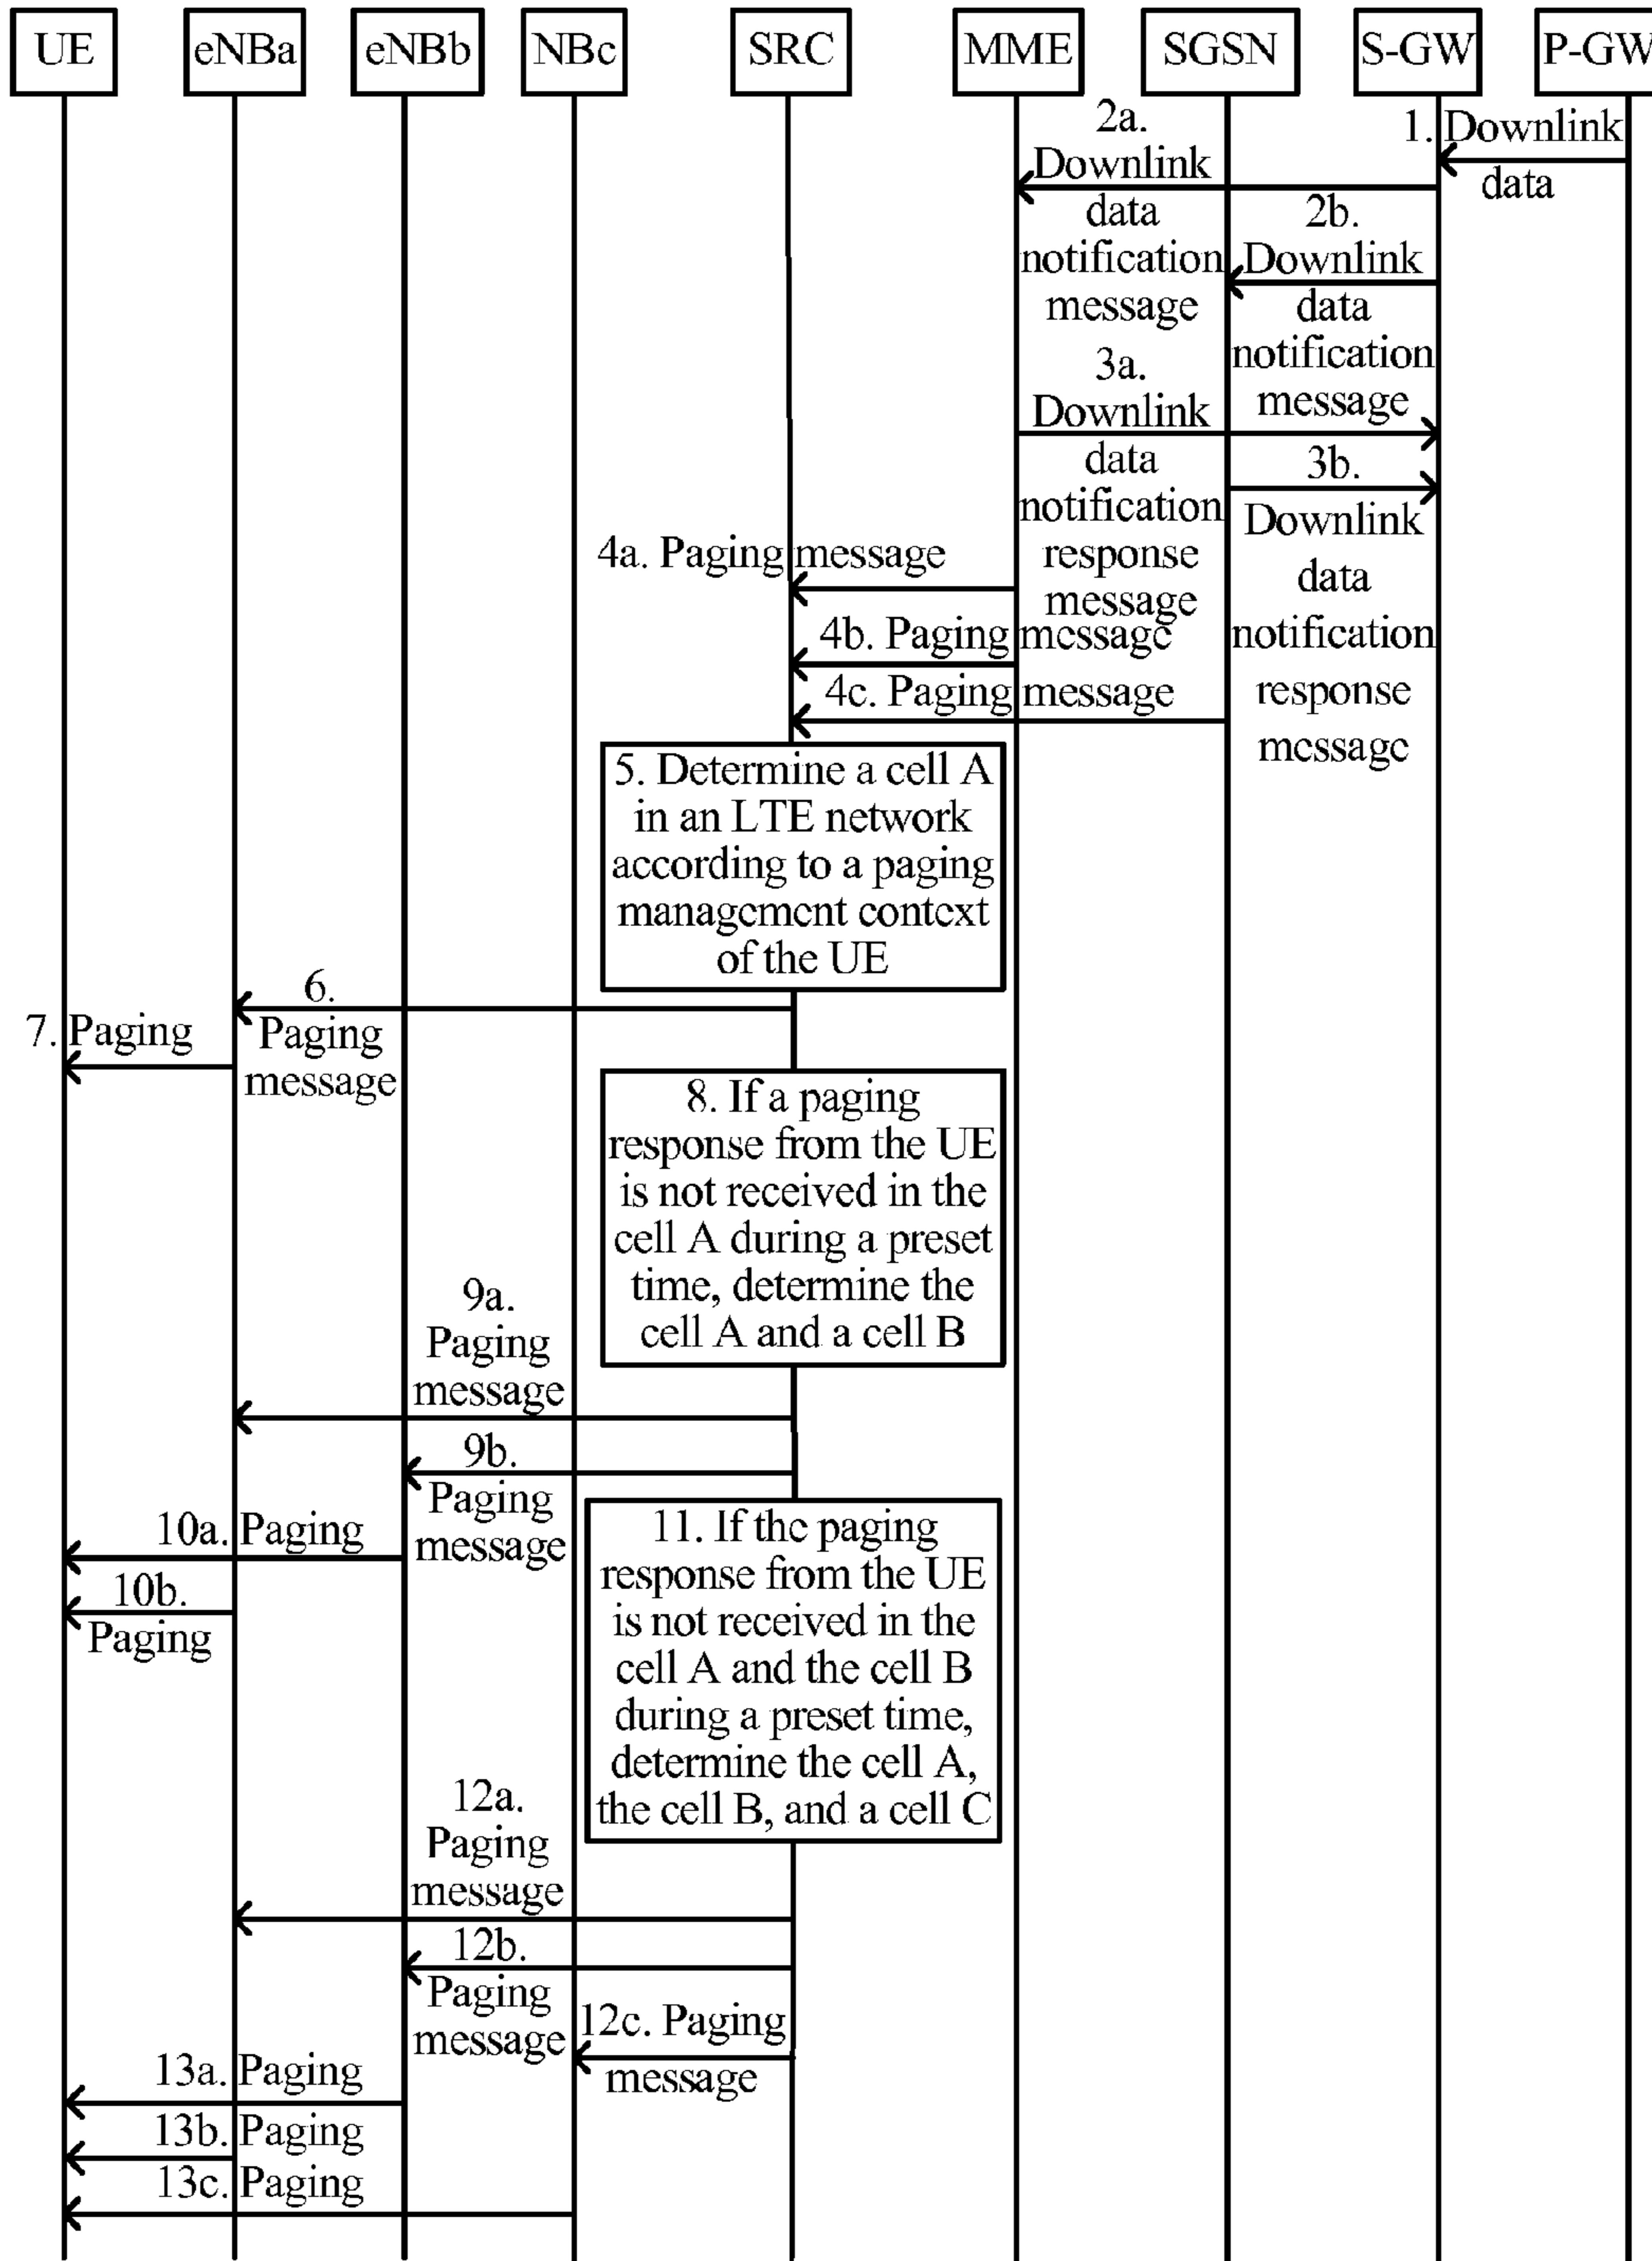 UE
eNBa
eNBb
NBc
SRC
MME
SGSN
S-GW
P-GW
1. Downlink
data
2a.
Downlink
data
notification
message
2b.
Downlink
data
notification
message
3a.
Downlink
data
notification
response
message
3b.
Downlink
data
notification
response
message
4a. Paging message
4b. Paging message
4c. Paging message
5. Determine a cell A
in an LTE network
according to a paging
management context
of the UE
6.
Paging
message
7. Paging
8. If a paging
response from the UE
is not received in the
cell A during a preset
time, determine the
cell A and a cell B
9a.
Paging
message
9b.
Paging
message
10a. Paging
10b.
Paging
11. If the paging
response from the UE
is not received in the
cell A and the cell B
during a preset time,
determine the cell A,
the cell B, and a cell C
12a.
Paging
message
12b.
Paging
message
12c. Paging
message
13a. Paging
13b. Paging
13c. Paging